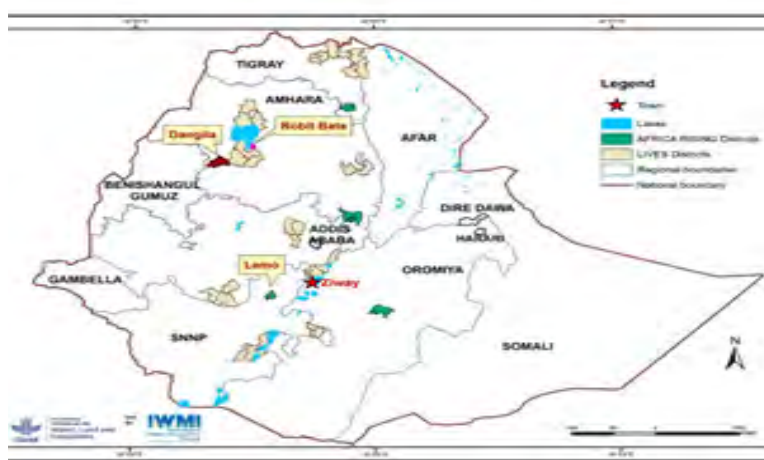 TIGRAY
AMHARA
AFAR
Dangila
Robit Bata
BENISHANGUL
GUMUZ
ADDIS
ABABA
DIRE DAWA
HARARI
GAMBELLA
Lemo
OROMIYA
Ziway
SNNP
SOMALI
Legend
Town
Lakes
AFRICA RISING Districts
LIVES Districts
Regional boundaries
National boundary
N
IWMI